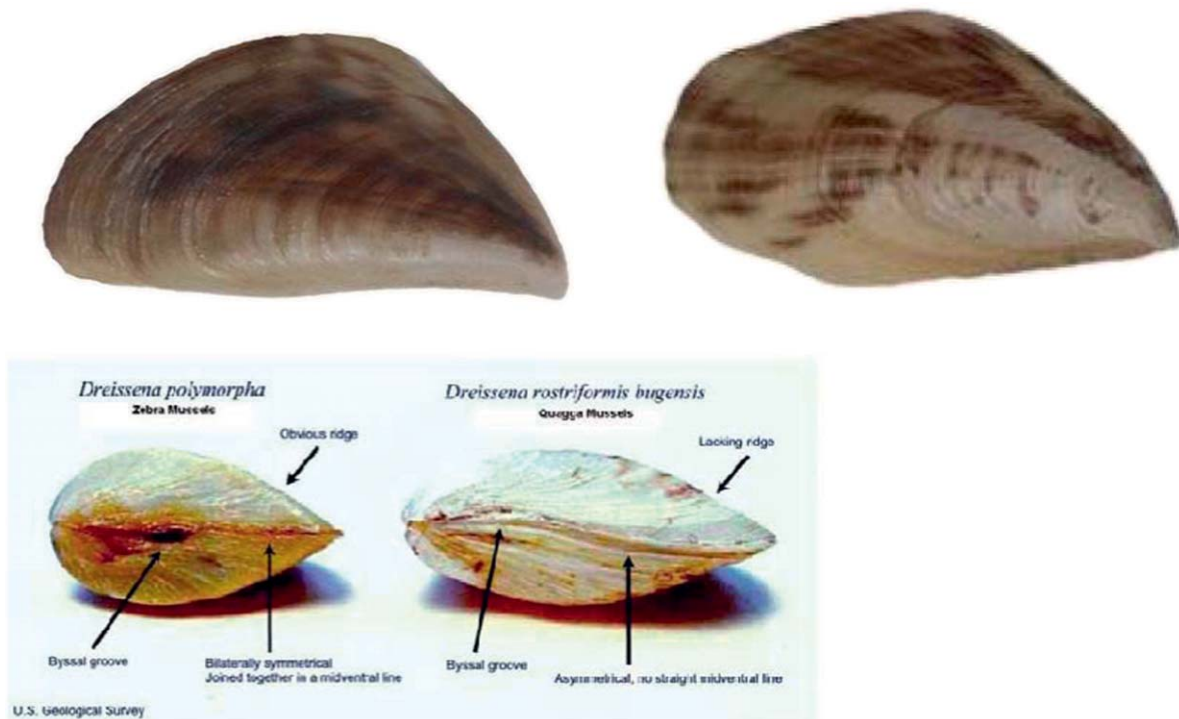 Dreissena polymorpha
Zebra Mussels
Obvious ridge
Byssal groove
Bilaterally symmetrical
Joined together in a midventral line
Dreissena rostriformis bugensis
Quagga Mussels
Lacking ridge
Byssal groove
Asymmetrical, no straight midventral line
U.S. Geological Survey